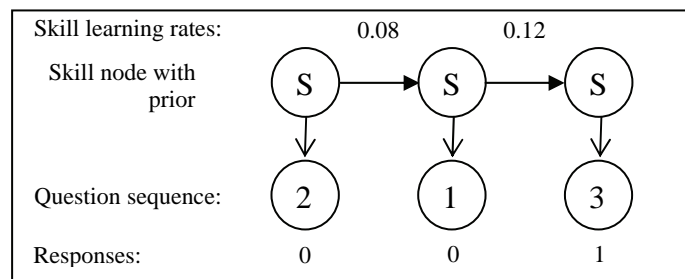 Skill learning rates: 0.08 0.12
Skill node with prior S S S
Question sequence: 2 1 3
Responses: 0 0 1